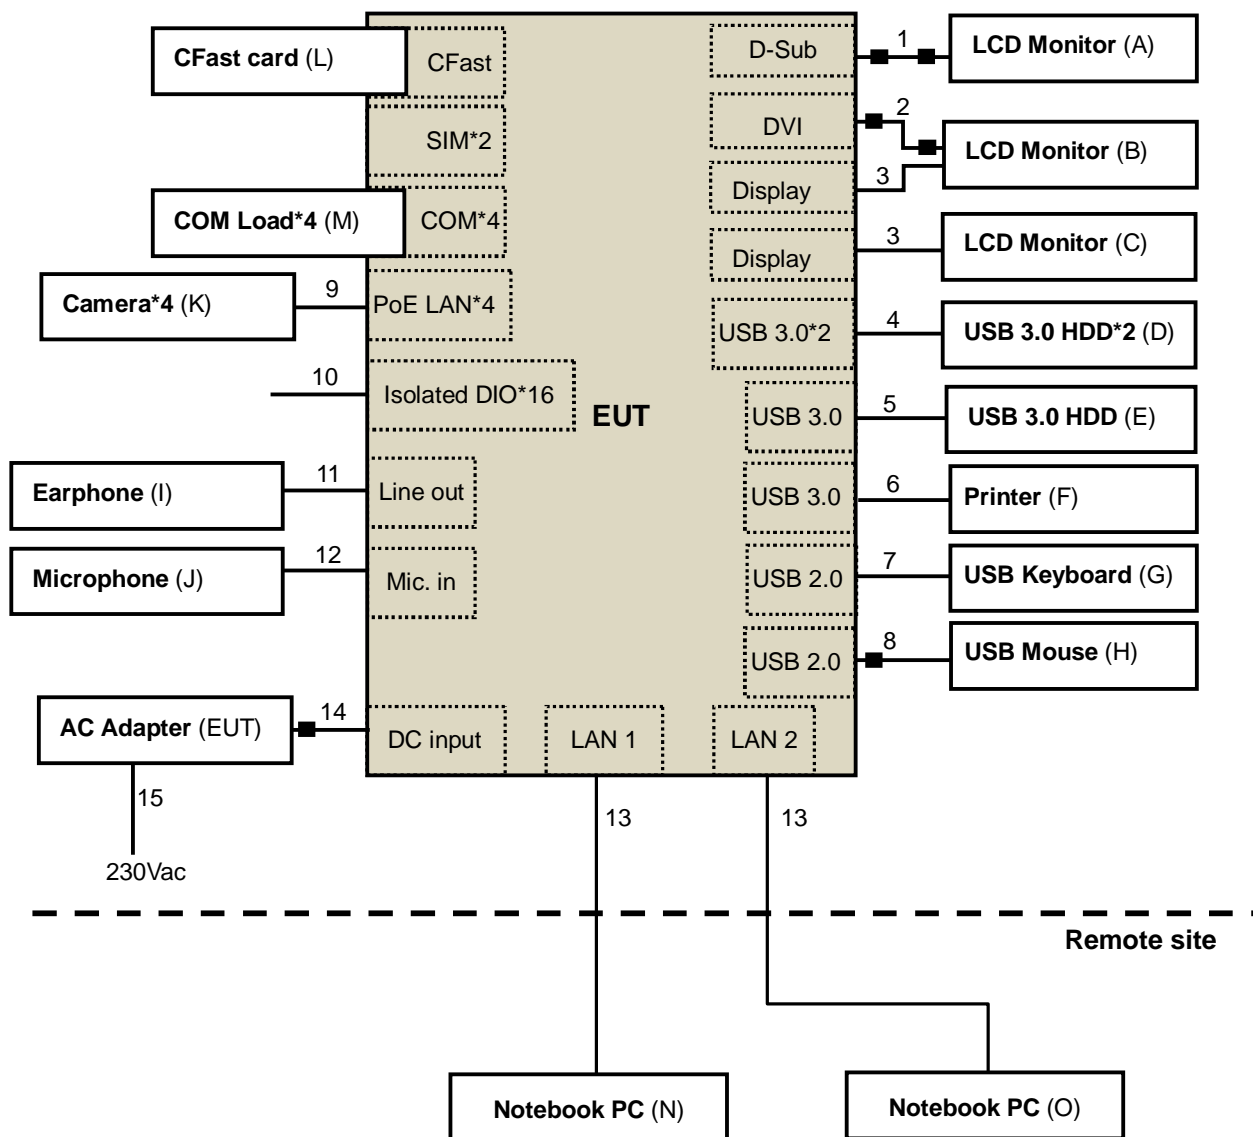 CFast card (L)
CFast
D-Sub
1
LCD Monitor (A)
SIM*2
DVI
2
LCD Monitor (B)
Display
3
COM Load*4 (M)
COM*4
Display
3
LCD Monitor (C)
Camera*4 (K)
9
PoE LAN*4
USB 3.0*2
4
USB 3.0 HDD*2 (D)
10
Isolated DIO*16
EUT
USB 3.0
5
USB 3.0 HDD (E)
Earphone (I)
11
Line out
USB 3.0
6
Printer (F)
Microphone (J)
12
Mic. in
USB 2.0
7
USB Keyboard (G)
USB 2.0
8
USB Mouse (H)
AC Adapter (EUT)
14
DC input
LAN 1
LAN 2
15
13
13
230Vac
Remote site
Notebook PC (N)
Notebook PC (O)